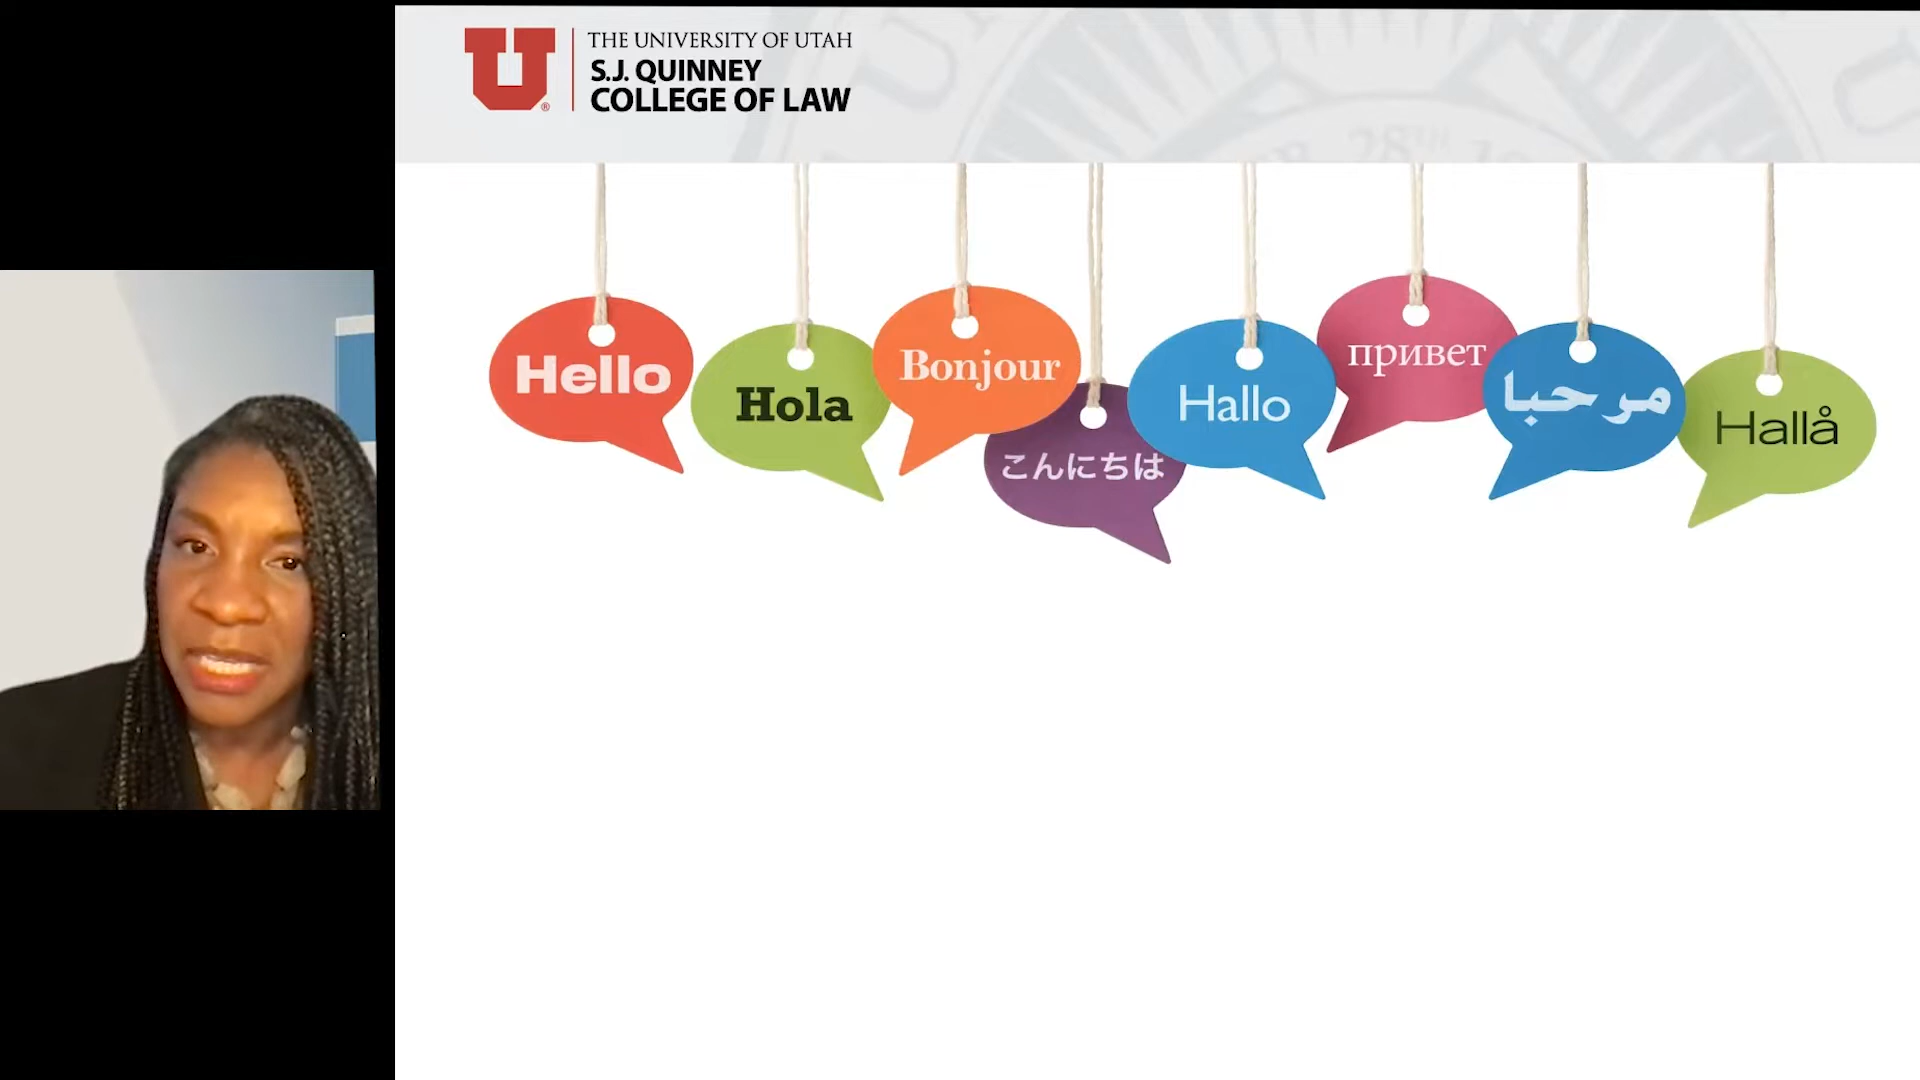 THE UNIVERSITY OF UTAH
S.J. QUINNEY
COLLEGE OF LAW
Hello
Hola
Bonjour
こんにちは
Hallo
привет
مرحبا
Hallå